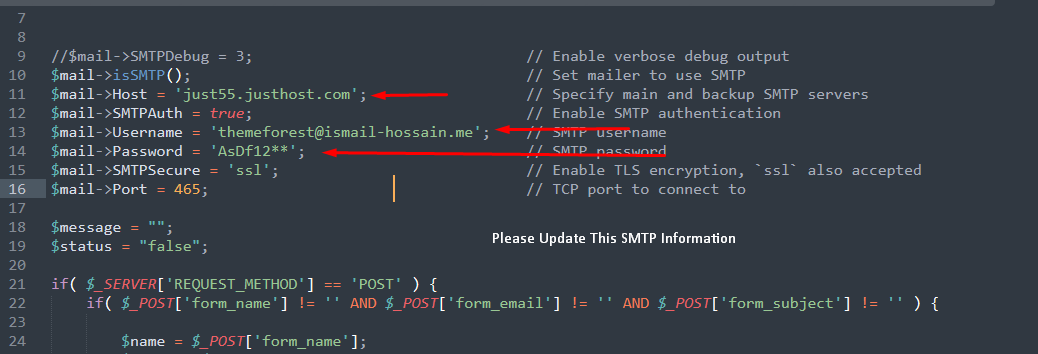 7
8
9 //$mail->SMTPDebug = 3; // Enable verbose debug output
10 $mail->isSMTP(); // Set mailer to use SMTP
11 $mail->Host = 'just55.justhost.com'; // Specify main and backup SMTP servers
12 $mail->SMTPAuth = true; // Enable SMTP authentication
13 $mail->Username = 'themeforest@ismail-hossain.me'; // SMTP username
14 $mail->Password = 'AsDf12**'; // SMTP password
15 $mail->SMTPSecure = 'ssl'; // Enable TLS encryption, `ssl` also accepted
16 $mail->Port = 465; // TCP port to connect to
17
18 $message = "";
19 $status = "false";
Please Update This SMTP Information
20
21 if( $_SERVER['REQUEST_METHOD'] == 'POST' ) {
22 if( $_POST['form_name'] != '' AND $_POST['form_email'] != '' AND $_POST['form_subject'] != '' ) {
23
24 $name = $_POST['form_name'];